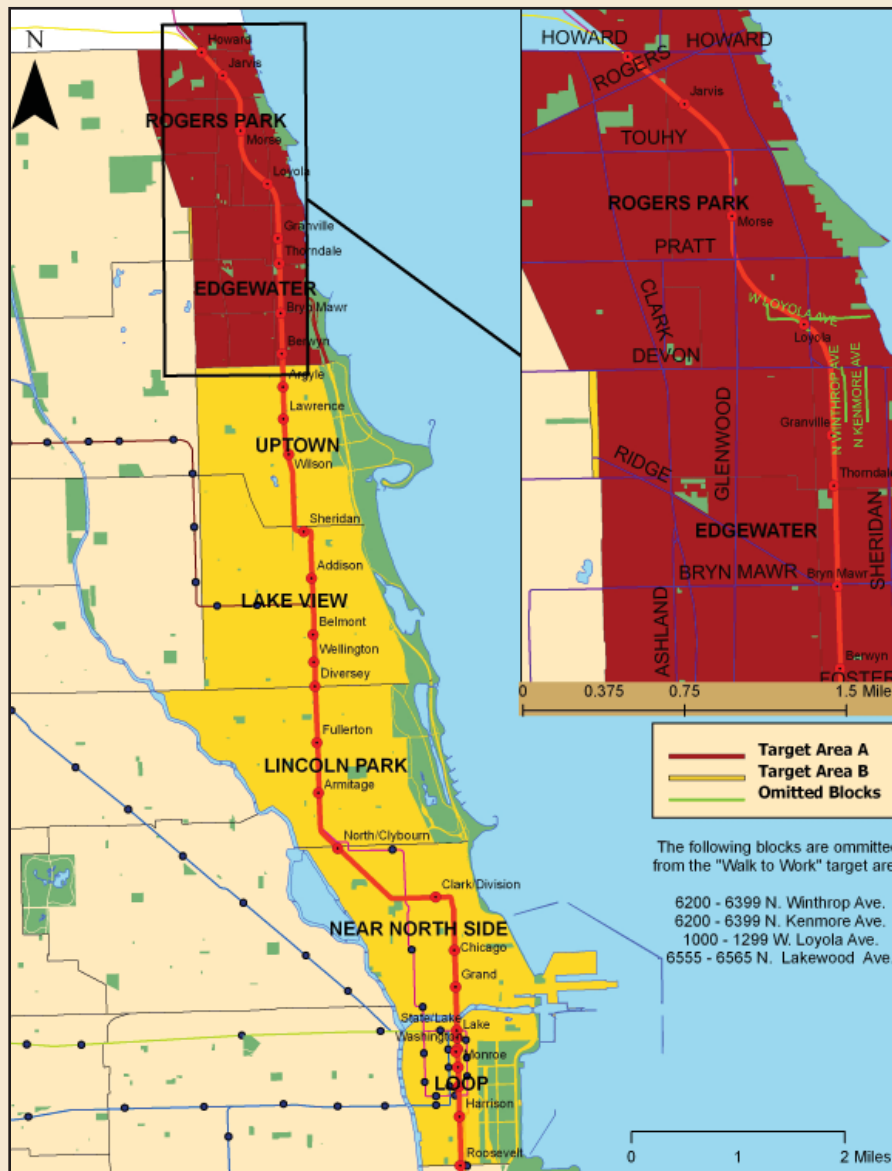 N
Howard
Jarvis
ROGERS PARK
Morse
Loyola
Granville
Thorndale
EDGEWATER
Bryn Mawr
Berwyn
Argyle
Lawrence
UPTOWN
Wilson
Sheridan
Addison
LAKE VIEW
Belmont
Wellington
Diversey
Fullerton
LINCOLN PARK
Armitage
North/Clybourn
Clark/Division
NEAR NORTH SIDE
Chicago
Grand
State/Lake
Lake
Washington
Monroe
LOOP
Harrison
Roosevelt
HOWARD
HOWARD
ROGERS
Jarvis
TOUHY
ROGERS PARK
Morse
PRATT
CLARK
W LOYOLA AVE
Loyola
DEVON
N WINTHROP AVE
N KENMORE AVE
Granville
GLENWOOD
RIDGE
Thorndale
EDGEWATER
SHERIDAN
BRYN MAWR
Bryn Mawr
ASHLAND
Berwyn
FOSTER
0 0.375 0.75 1.5 Mile
Target Area A
Target Area B
Omitted Blocks
The following blocks are ommitted
from the "Walk to Work" target are
6200 - 6399 N. Winthrop Ave.
6200 - 6399 N. Kenmore Ave.
1000 - 1299 W. Loyola Ave.
6555 - 6565 N. Lakewood Ave.
0 1 2 Miles